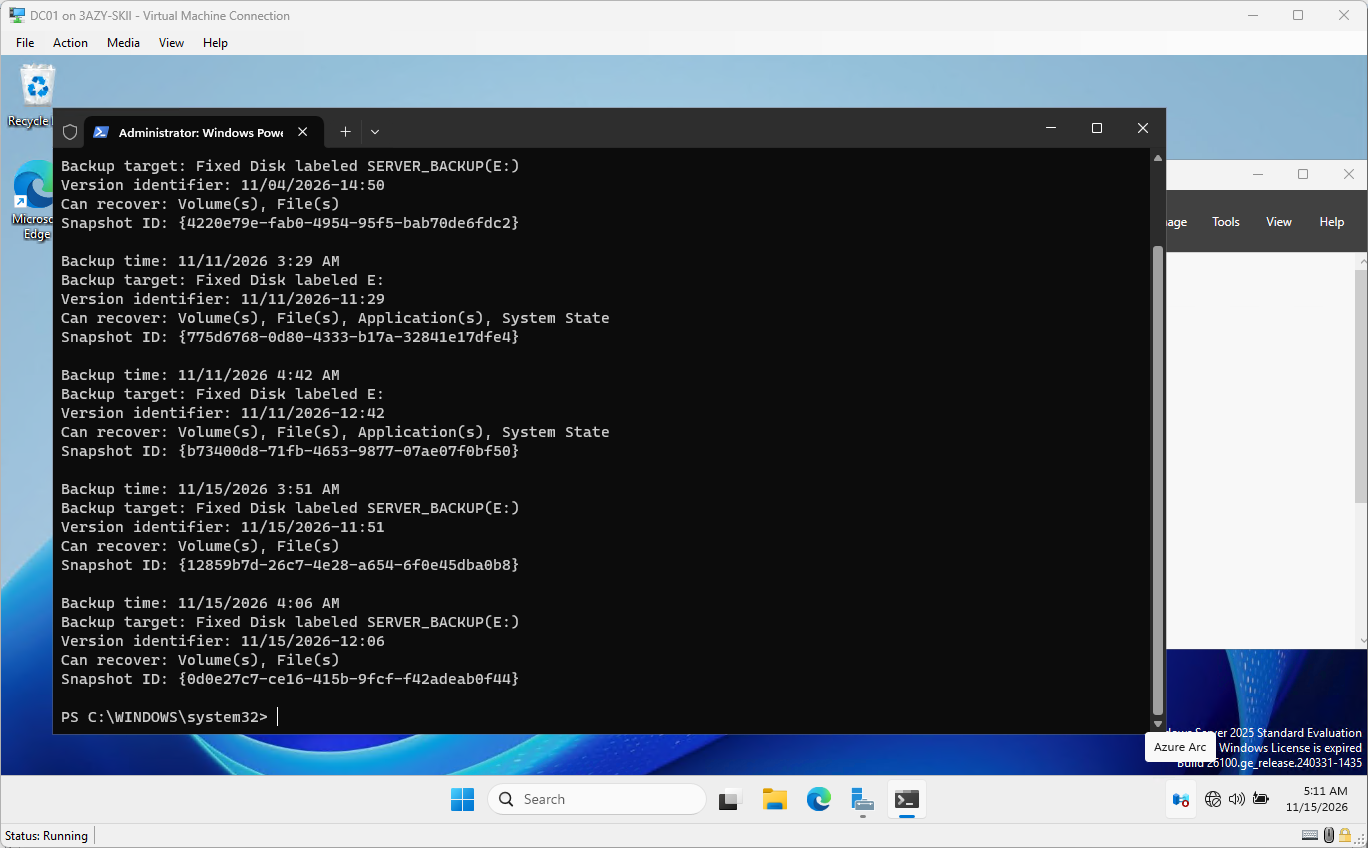 DC01 on 3AZY-SKII - Virtual Machine Connection
File Action Media View Help
Recycle
Administrator: Windows Powe
Backup target: Fixed Disk labeled SERVER_BACKUP(E:)
Version identifier: 11/04/2026-14:50
Can recover: Volume(s), File(s)
Snapshot ID: {4220e79e-fab0-4954-95f5-bab70de6fdc2}
Backup time: 11/11/2026 3:29 AM
Backup target: Fixed Disk labeled E:
Version identifier: 11/11/2026-11:29
Can recover: Volume(s), File(s), Application(s), System State
Snapshot ID: {775d6768-0d80-4333-b17a-32841e17dfe4}
Backup time: 11/11/2026 4:42 AM
Backup target: Fixed Disk labeled E:
Version identifier: 11/11/2026-12:42
Can recover: Volume(s), File(s), Application(s), System State
Snapshot ID: {b73400d8-71fb-4653-9877-07ae07f0bf50}
Backup time: 11/15/2026 3:51 AM
Backup target: Fixed Disk labeled SERVER_BACKUP(E:)
Version identifier: 11/15/2026-11:51
Can recover: Volume(s), File(s)
Snapshot ID: {12859b7d-26c7-4e28-a654-6f0e45dba0b8}
Backup time: 11/15/2026 4:06 AM
Backup target: Fixed Disk labeled SERVER_BACKUP(E:)
Version identifier: 11/15/2026-12:06
Can recover: Volume(s), File(s)
Snapshot ID: {0d0e27c7-ce16-415b-9fcf-f42adeab0f44}
PS C:\WINDOWS\system32>
Microso
Edge
age Tools View Help
Server 2025 Standard Evaluation
Windows License is expired
Build 26100.ge_release.240331-1435
Azure Arc
Search
5:11 AM
11/15/2026
Status: Running